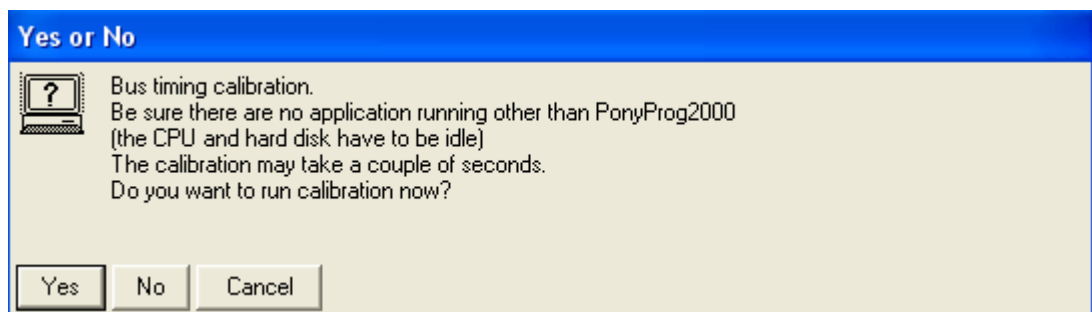 Yes or No
?
Bus timing calibration.
Be sure there are no application running other than PonyProg2000
(the CPU and hard disk have to be idle)
The calibration may take a couple of seconds.
Do you want to run calibration now?
Yes No Cancel